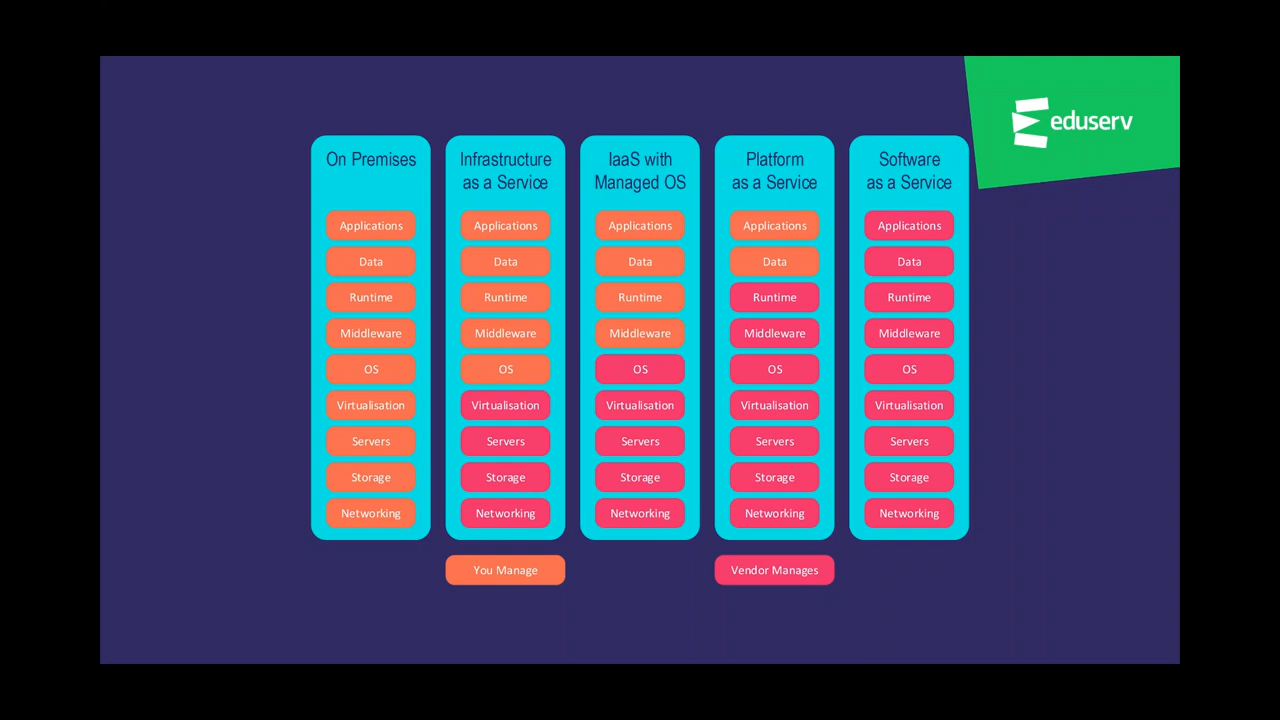 eduserv
On Premises
Applications
Data
Runtime
Middleware
OS
Virtualisation
Servers
Storage
Networking
Infrastructure
as a Service
Applications
Data
Runtime
Middleware
OS
Virtualisation
Servers
Storage
Networking
IaaS with
Managed OS
Applications
Data
Runtime
Middleware
OS
Virtualisation
Servers
Storage
Networking
Platform
as a Service
Applications
Data
Runtime
Middleware
OS
Virtualisation
Servers
Storage
Networking
Software
as a Service
Applications
Data
Runtime
Middleware
OS
Virtualisation
Servers
Storage
Networking
You Manage
Vendor Manages